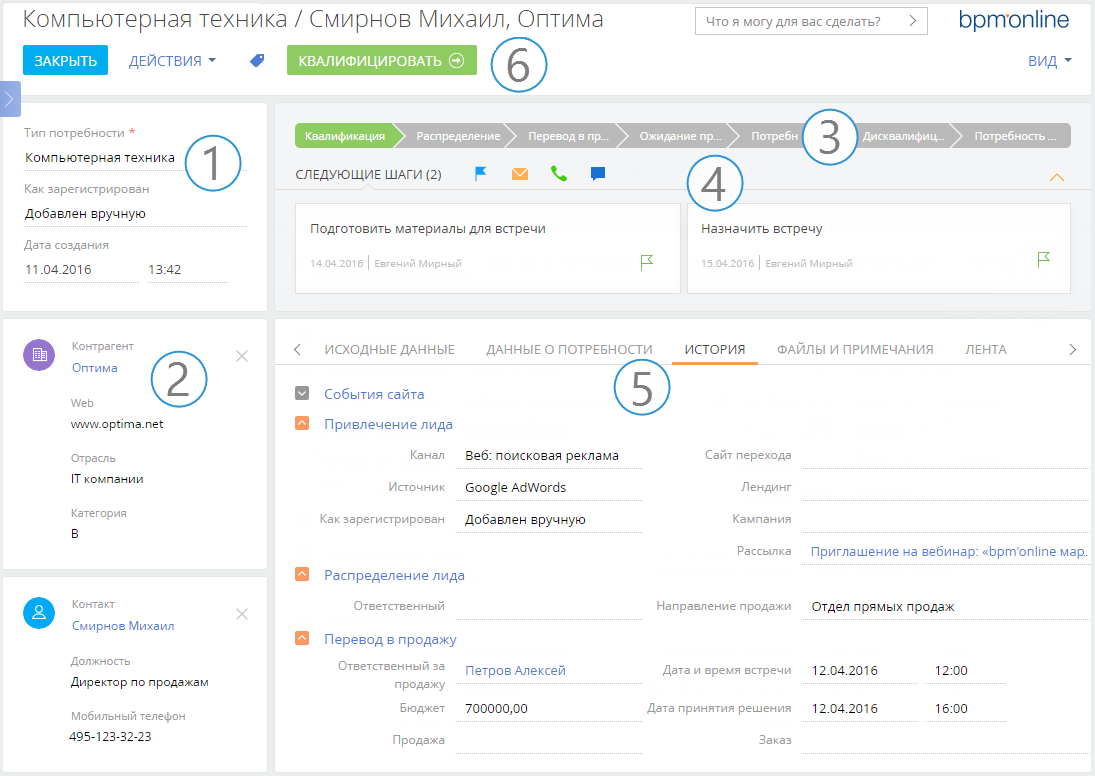 Компьютерная техника / Смирнов Михаил, Оптима
Что я могу для вас сделать?
bpm'online
ЗАКРЫТЬ
ДЕЙСТВИЯ
КВАЛИФИЦИРОВАТЬ
6
ВИД
Тип потребности *
Компьютерная техника
1
Как зарегистрирован
Добавлен вручную
Дата создания
11.04.2016 13:42
Контрагент
Оптима
2
Web
www.optima.net
Отрасль
IT компании
Категория
B
Контакт
Смирнов Михаил
Должность
Директор по продажам
Мобильный телефон
495-123-32-23
Квалификация
Распределение
Перевод в пр...
Ожидание пр...
Потребн
3
Дисквалифиц...
Потребность ...
СЛЕДУЮЩИЕ ШАГИ (2)
4
Подготовить материалы для встречи
14.04.2016 Евгений Мирный
Назначить встречу
15.04.2016 Евгений Мирный
ИСХОДНЫЕ ДАННЫЕ
ДАННЫЕ О ПОТРЕБНОСТИ
ИСТОРИЯ
ФАЙЛЫ И ПРИМЕЧАНИЯ
ЛЕНТА
5
События сайта
Привлечение лида
Канал Веб: поисковая реклама
Сайт перехода
Источник Google AdWords
Лендинг
Как зарегистрирован Добавлен вручную
Кампания
Рассылка Приглашение на вебинар: «bpm'online мар..
Распределение лида
Ответственный
Направление продажи Отдел прямых продаж
Перевод в продажу
Ответственный за
продажу
Петров Алексей
Дата и время встречи 12.04.2016 12:00
Бюджет 700000,00
Дата принятия решения 12.04.2016 16:00
Продажа
Заказ